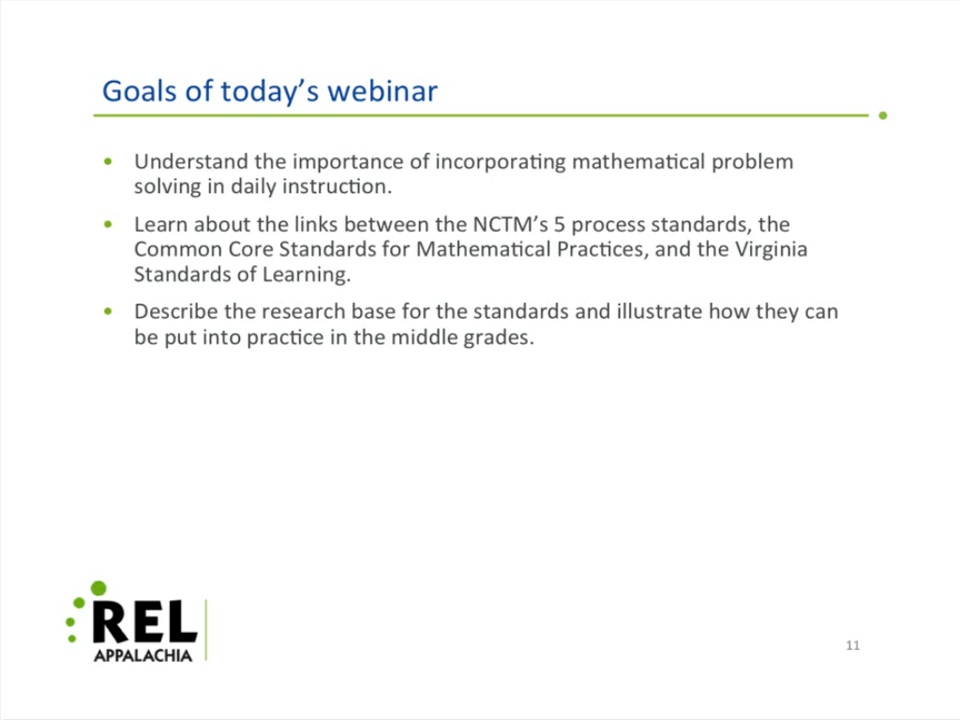 Goals of today’s webinar
• Understand the importance of incorporating mathematical problem
solving in daily instruction.
• Learn about the links between the NCTM’s 5 process standards, the
Common Core Standards for Mathematical Practices, and the Virginia
Standards of Learning.
• Describe the research base for the standards and illustrate how they can
be put into practice in the middle grades.
REL
APPALACHIA
11